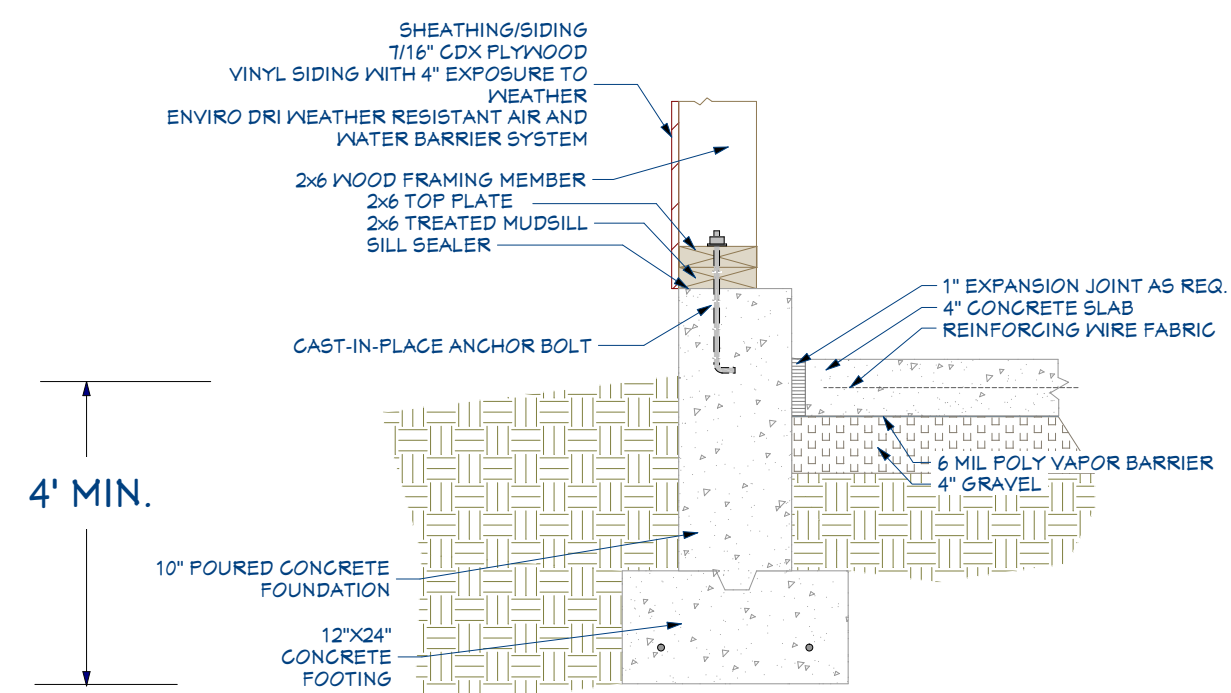 SHEATHING/SIDING
7/16" CDX PLYWOOD
VINYL SIDING WITH 4" EXPOSURE TO
WEATHER
ENVIRO DRI WEATHER RESISTANT AIR AND
WATER BARRIER SYSTEM
2x6 WOOD FRAMING MEMBER
2x6 TOP PLATE
2x6 TREATED MUDSILL
SILL SEALER
CAST-IN-PLACE ANCHOR BOLT
1" EXPANSION JOINT AS REQ.
4" CONCRETE SLAB
REINFORCING WIRE FABRIC
6 MIL POLY VAPOR BARRIER
4" GRAVEL
4' MIN.
10" POURED CONCRETE
FOUNDATION
12"X24"
CONCRETE
FOOTING